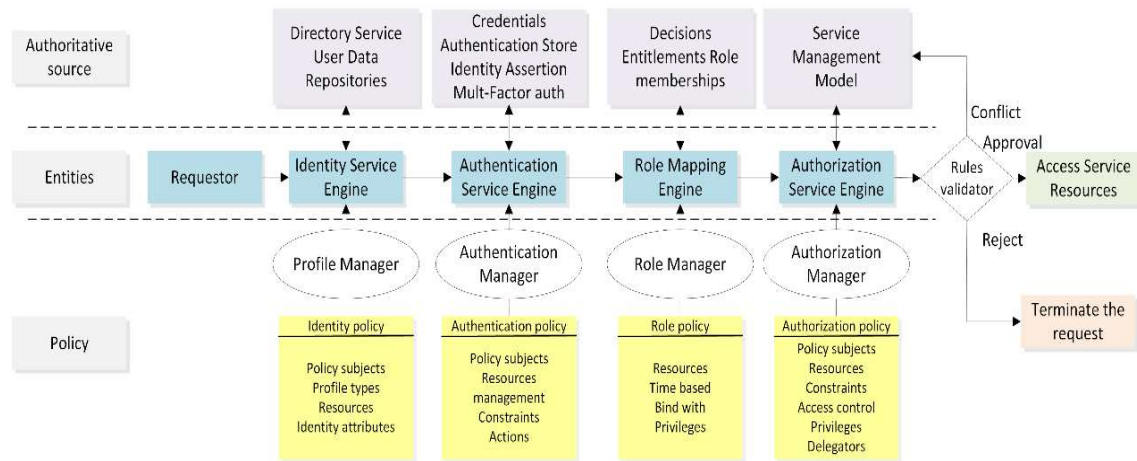 Authoritative
source
Directory Service
User Data
Repositories
Credentials
Authentication Store
Identity Assertion
Mult-Factor auth
Decisions
Entitlements Role
memberships
Service
Management
Model
Conflict
Approval
Entities
Requestor
Identity Service
Engine
Authentication
Service Engine
Role Mapping
Engine
Authorization
Service Engine
Rules
validator
Access Service
Resources
Reject
Profile Manager
Authentication
Manager
Role Manager
Authorization
Manager
Terminate the
request
Policy
Identity policy
Policy subjects
Profile types
Resources
Identity attributes
Authentication policy
Policy subjects
Resources
management
Constraints
Actions
Role policy
Resources
Time based
Bind with
Privileges
Authorization policy
Policy subjects
Resources
Constraints
Access control
Privileges
Delegators